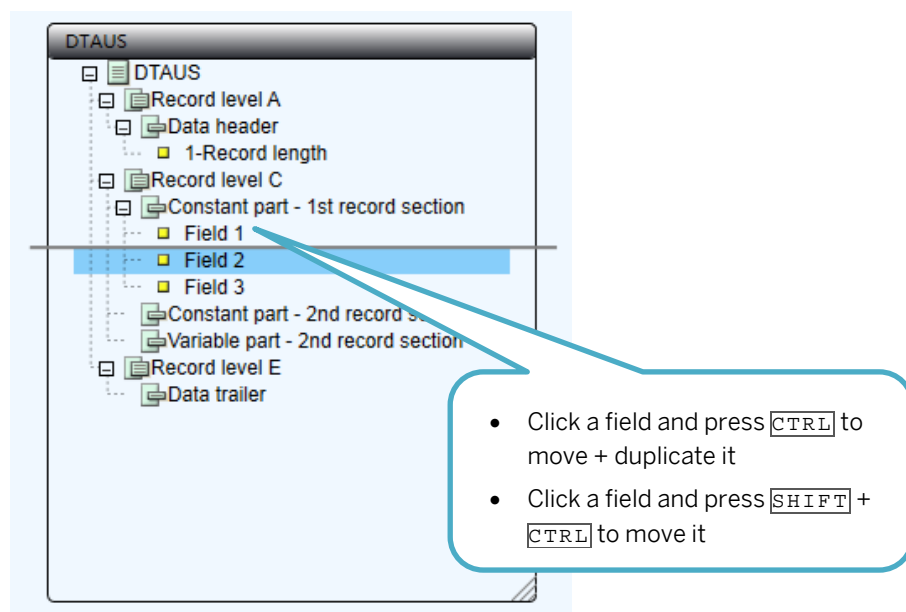 DTAUS
DTAUS
Record level A
Data header
1-Record length
Record level C
Constant part - 1st record section
Field 1
Field 2
Field 3
Constant part - 2nd record
Variable part - 2nd record section
Record level E
Data trailer
• Click a field and press CTRL to
move + duplicate it
• Click a field and press SHIFT +
CTRL to move it